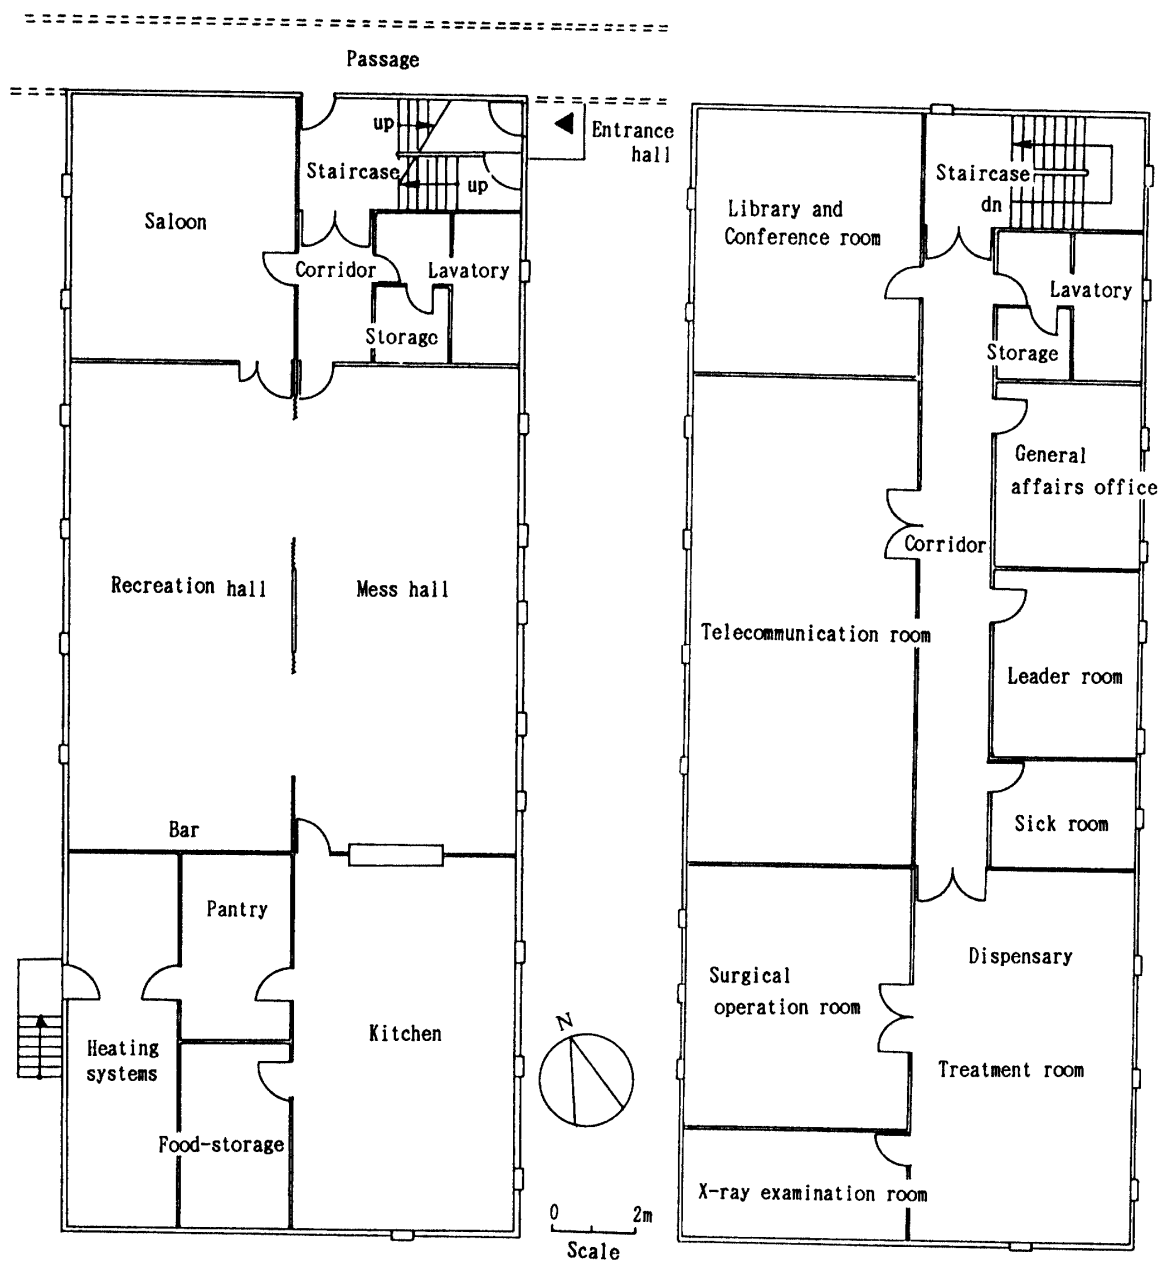 Passage
up
Entrance
hall
Staircase
up
Saloon
Corridor
Lavatory
Storage
Recreation hall
Mess hall
Bar
Pantry
Kitchen
Heating
systems
Food-storage
N
0 2m
Scale
Staircase
dn
Library and
Conference room
Lavatory
Storage
General
affairs office
Corridor
Telecommunication room
Leader room
Sick room
Dispensary
Surgical
operation room
Treatment room
X-ray examination room